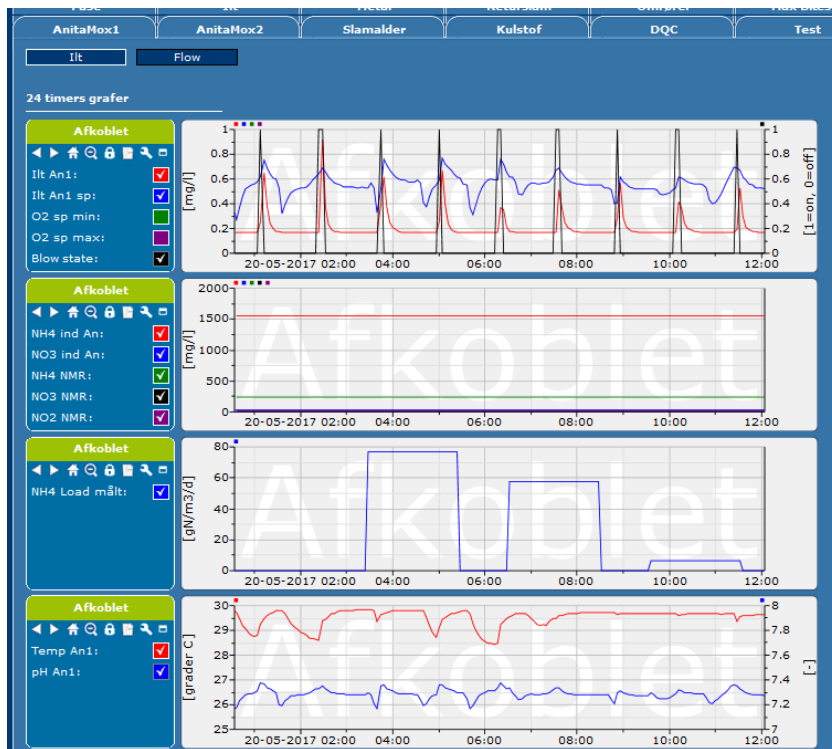 Fase Ilt Metal Returslam Omrører Max Blæs
AnitaMox1 AnitaMox2 Slamalder Kulstof DQC Test
Ilt Flow
24 timers grafer
Afkoblet
Ilt An1:
Ilt An1 sp:
O2 sp min:
O2 sp max:
Blow state:
Afkoblet
[mg/l]
1
0.8
0.6
0.4
0.2
0
1
0.8
0.6
0.4
0.2
0
[1=on, 0=off]
20-05-2017 02:00 04:00 06:00 08:00 10:00 12:00
Afkoblet
NH4 ind An:
NO3 ind An:
NH4 NMR:
NO3 NMR:
NO2 NMR:
Afkoblet
[mg/l]
2000
1500
1000
500
0
20-05-2017 02:00 04:00 06:00 08:00 10:00 12:00
Afkoblet
NH4 Load målt:
Afkoblet
[gN/m3/d]
80
60
40
20
0
20-05-2017 02:00 04:00 06:00 08:00 10:00 12:00
Afkoblet
Temp An1:
pH An1:
Afkoblet
[grader C]
30
29
28
27
26
25
8
7.8
7.6
7.4
7.2
7
[-]
20-05-2017 02:00 04:00 06:00 08:00 10:00 12:00